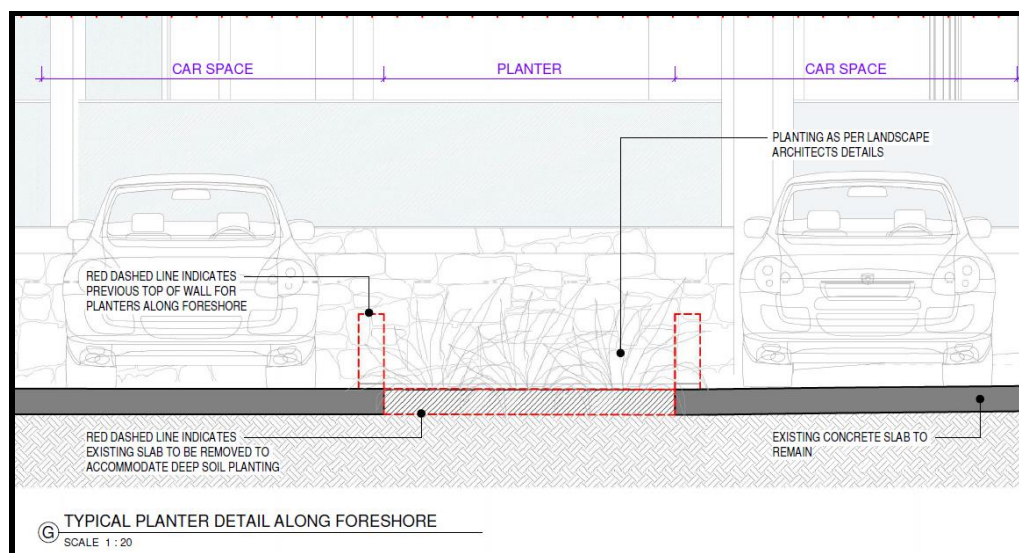 CAR SPACE
PLANTER
CAR SPACE
PLANTING AS PER LANDSCAPE
ARCHITECTS DETAILS
RED DASHED LINE INDICATES
PREVIOUS TOP OF WALL FOR
PLANTERS ALONG FORESHORE
RED DASHED LINE INDICATES
EXISTING SLAB TO BE REMOVED TO
ACCOMMODATE DEEP SOIL PLANTING
EXISTING CONCRETE SLAB TO
REMAIN
G TYPICAL PLANTER DETAIL ALONG FORESHORE
SCALE 1 : 20